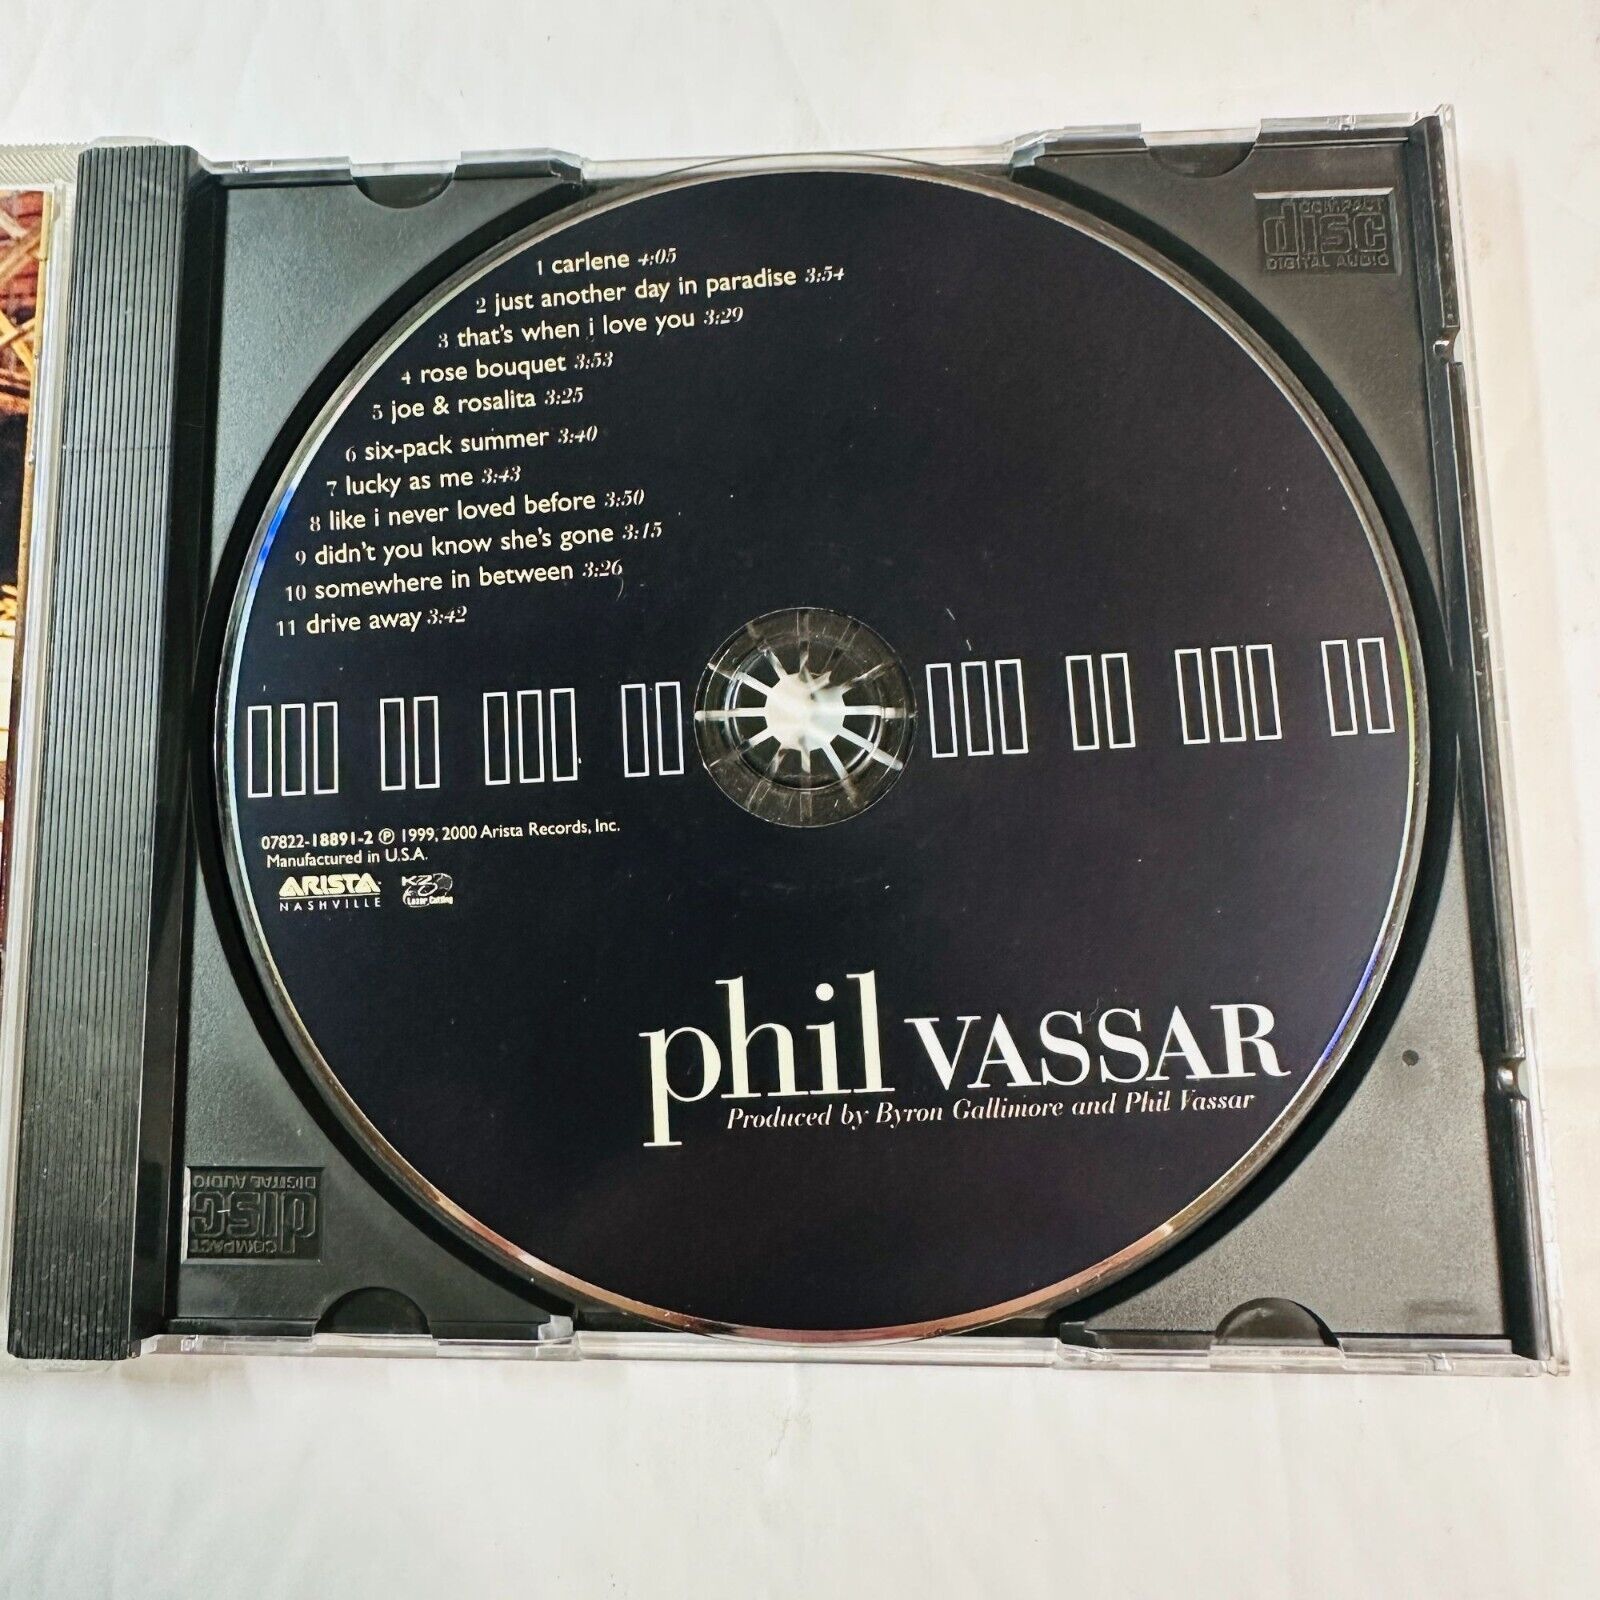 1 carlene 4:05
2 just another day in paradise 3:54
3 that's when i love you 3:29
4 rose bouquet 3:53
5 joe & rosalita 3:25
6 six-pack summer 3:40
7 lucky as me 3:43
8 like i never loved before 3:50
9 didn't you know she's gone 3:15
10 somewhere in between 3:26
11 drive away 3:42
07822-18891-2 ℗ 1999, 2000 Arista Records, Inc.
Manufactured in U.S.A.
ARISTA
NASHVILLE
K2
Laser Cutting
phil VASSAR
Produced by Byron Gallimore and Phil Vassar
COMPACT
disc
DIGITAL AUDIO
COMPACT
disc
DIGITAL AUDIO